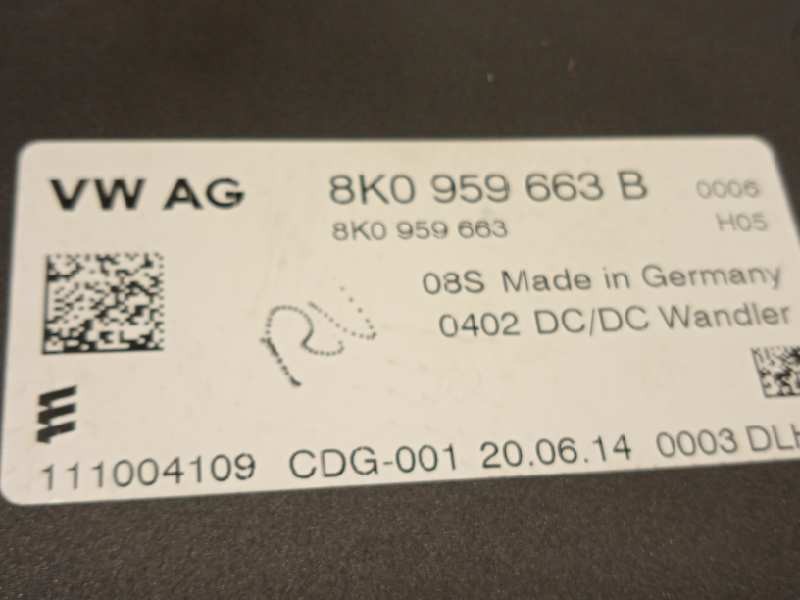 VW AG 8K0 959 663 B 0006
8K0 959 663 H05
08S Made in Germany
0402 DC/DC Wandler
111004109 CDG-001 20.06.14 0003 DLH